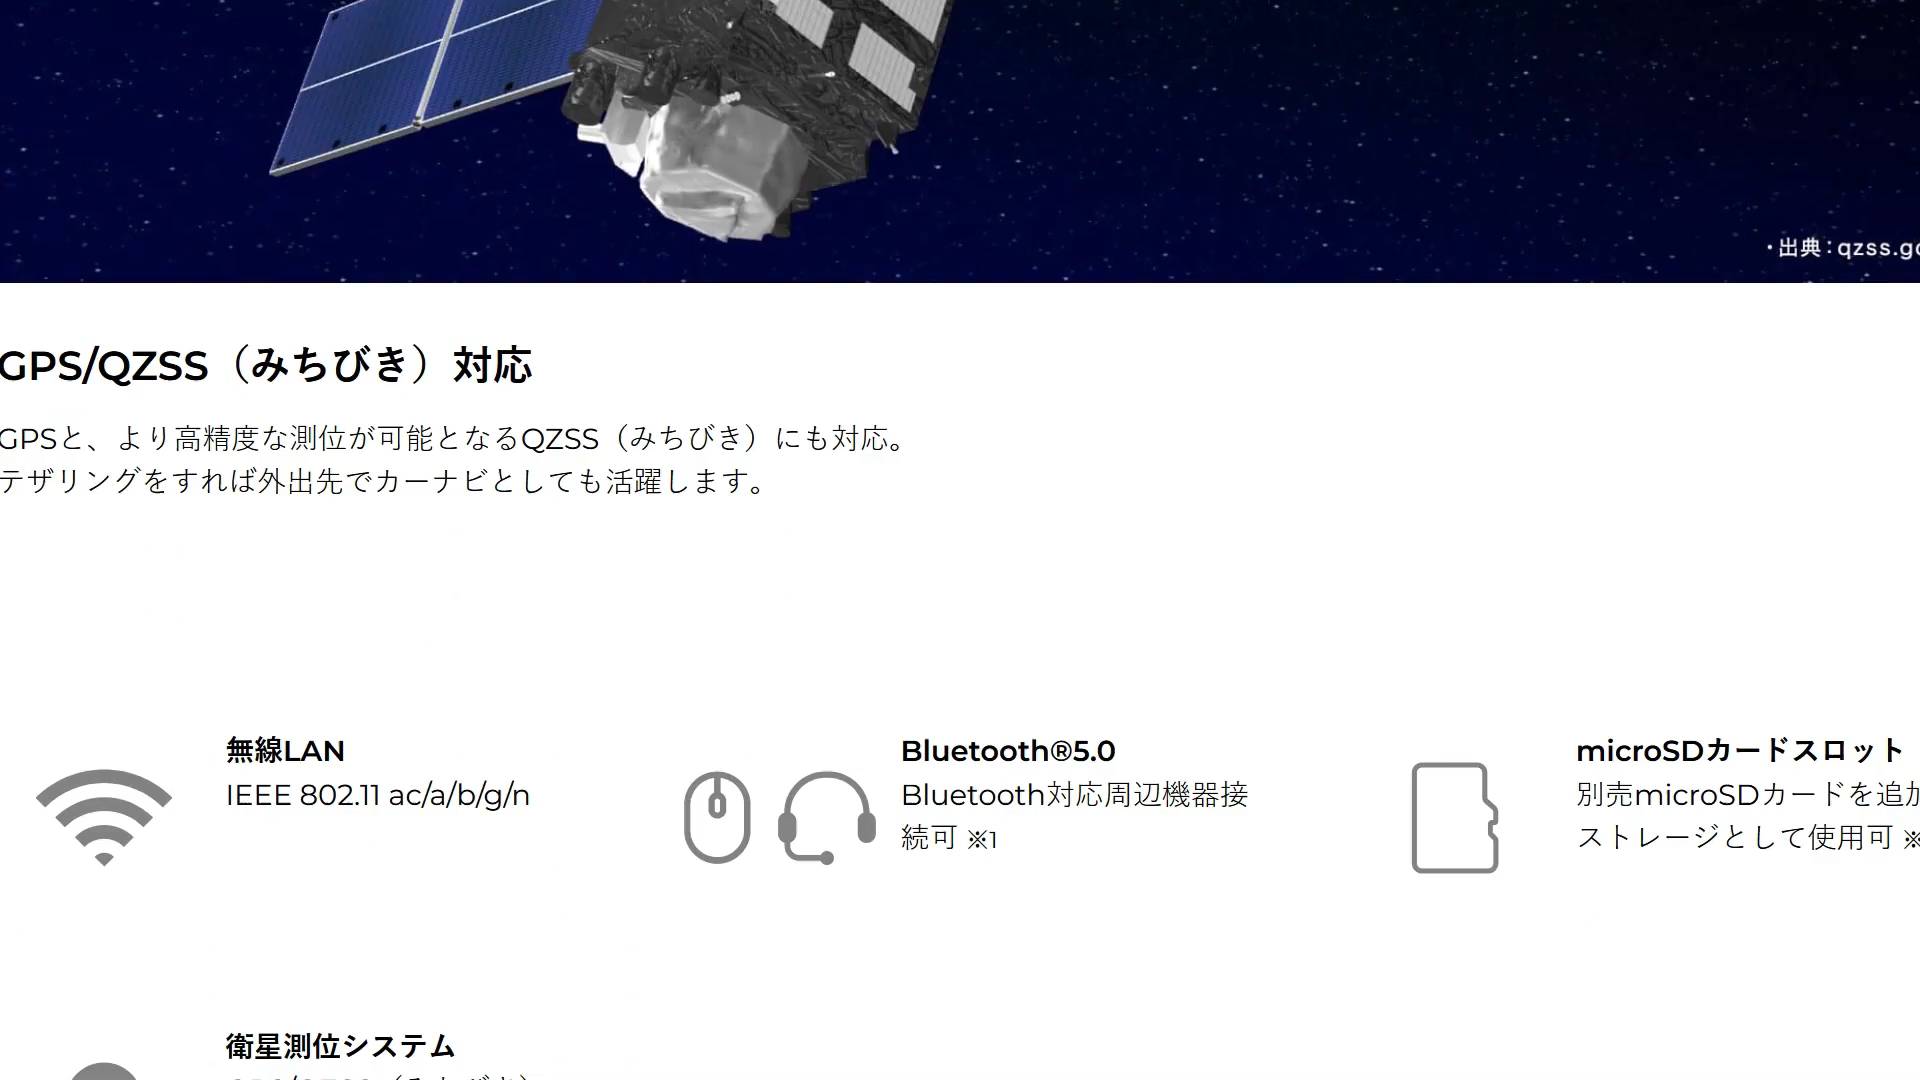 ・出典：qzss.go
GPS/QZSS（みちびき）対応
GPSと、より高精度な測位が可能となるQZSS（みちびき）にも対応。
テザリングをすれば外出先でカーナビとしても活躍します。
無線LAN
IEEE 802.11 ac/a/b/g/n
Bluetooth®5.0
Bluetooth対応周辺機器接
続可 ※1
microSDカードスロット
別売microSDカードを追加
ストレージとして使用可 ※
衛星測位システム
GPS/QZSS（みちびき）